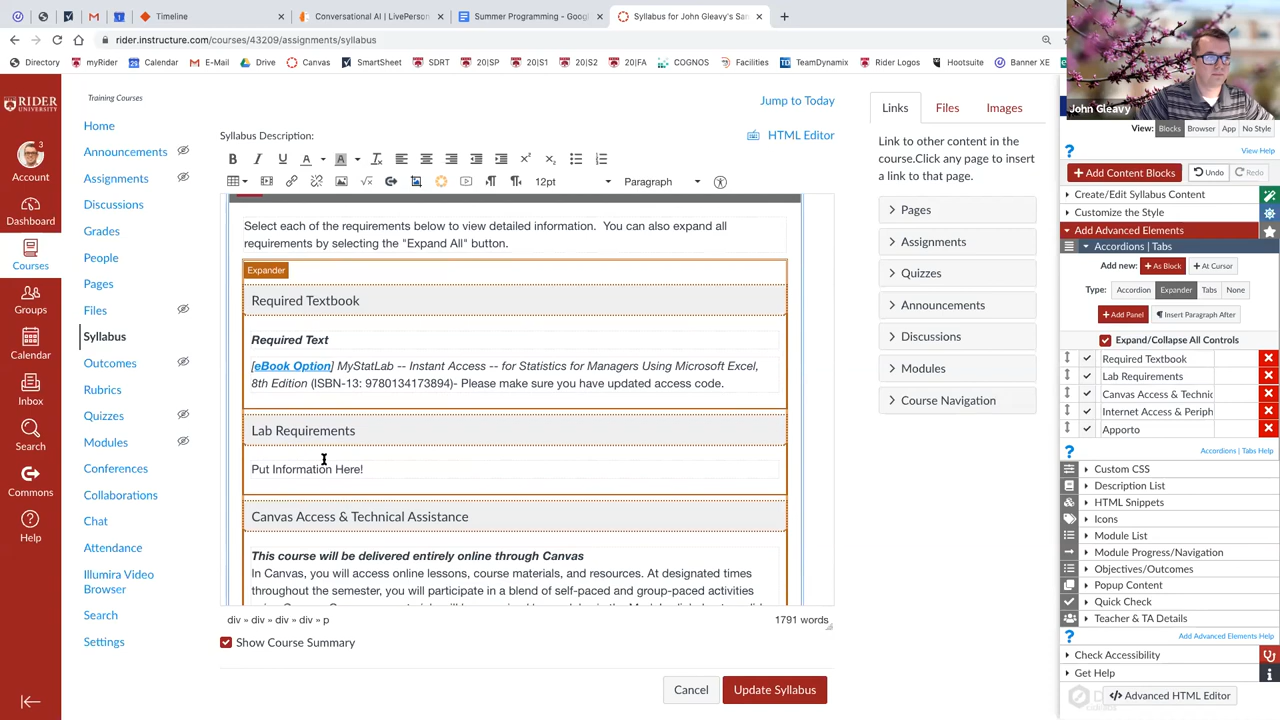 Timeline
Conversational AI | LivePerson
Summer Programming - Goog
Syllabus for John Gleavy's San
rider.instructure.com/courses/43209/assignments/syllabus
Directory
myRider
Calendar
E-Mail
Drive
Canvas
SmartSheet
SDRT
20|SP
20|S1
20|S2
20|FA
COGNOS
Facilities
TeamDynamix
Rider Logos
Hootsuite
Banner XE
John Gleavy
RIDER
UNIVERSITY
3
Account
Dashboard
Courses
Groups
Calendar
Inbox
Search
Commons
Help
Training Courses
Home
Announcements
Assignments
Discussions
Grades
People
Pages
Files
Syllabus
Outcomes
Rubrics
Quizzes
Modules
Conferences
Collaborations
Chat
Attendance
Illumira Video
Browser
Search
Settings
Jump to Today
Syllabus Description:
HTML Editor
12pt
Paragraph
Select each of the requirements below to view detailed information. You can also expand all
requirements by selecting the "Expand All" button.
Expander
Required Textbook
Required Text
[eBook Option] MyStatLab -- Instant Access -- for Statistics for Managers Using Microsoft Excel,
8th Edition (ISBN-13: 9780134173894)- Please make sure you have updated access code.
Lab Requirements
Put Information Here!
Canvas Access & Technical Assistance
This course will be delivered entirely online through Canvas
In Canvas, you will access online lessons, course materials, and resources. At designated times
throughout the semester, you will participate in a blend of self-paced and group-paced activities
div » div » div » div » p
1791 words
Show Course Summary
Cancel
Update Syllabus
Links
Files
Images
Link to other content in the
course.Click any page to insert
a link to that page.
Pages
Assignments
Quizzes
Announcements
Discussions
Modules
Course Navigation
View:
Blocks
Browser
App
No Style
View Help
Add Content Blocks
Undo
Redo
Create/Edit Syllabus Content
Customize the Style
Add Advanced Elements
Accordions | Tabs
Add new:
As Block
At Cursor
Type:
Accordion
Expander
Tabs
None
Add Panel
Insert Paragraph After
Expand/Collapse All Controls
Required Textbook
Lab Requirements
Canvas Access & Technic
Internet Access & Periph
Apporto
Accordions | Tabs Help
Custom CSS
Description List
HTML Snippets
Icons
Module List
Module Progress/Navigation
Objectives/Outcomes
Popup Content
Quick Check
Teacher & TA Details
Add Advanced Elements Help
Check Accessibility
Get Help
Advanced HTML Editor